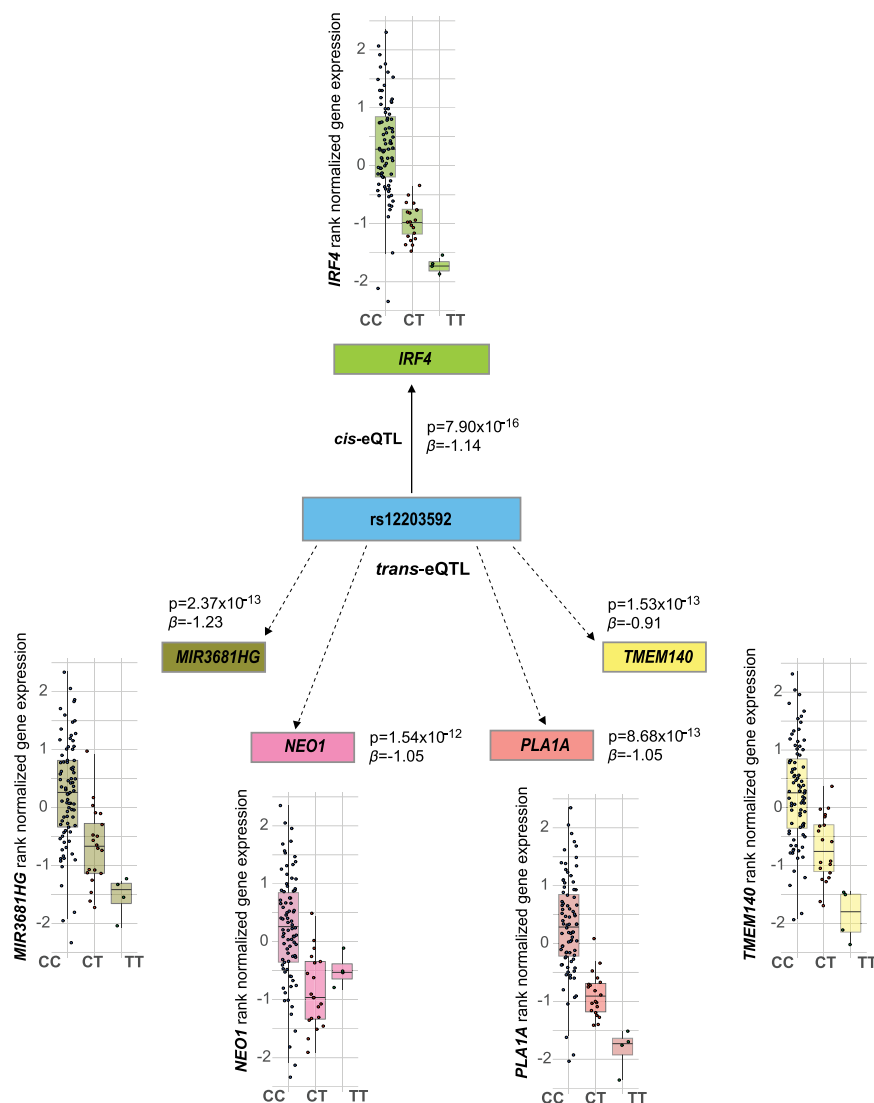 IRF4 rank normalized gene expression
2
1
0
-1
-2
CC CT TT
IRF4
cis-eQTL
p=7.90x10-16
β=-1.14
rs12203592
trans-eQTL
p=2.37x10-13
β=-1.23
MIR3681HG
p=1.53x10-13
β=-0.91
TMEM140
NEO1
p=1.54x10-12
β=-1.05
PLA1A
p=8.68x10-13
β=-1.05
MIR3681HG rank normalized gene expression
2
1
0
-1
-2
CC CT TT
NEO1 rank normalized gene expression
2
1
0
-1
-2
CC CT TT
PLA1A rank normalized gene expression
2
1
0
-1
-2
CC CT TT
TMEM140 rank normalized gene expression
2
1
0
-1
-2
CC CT TT